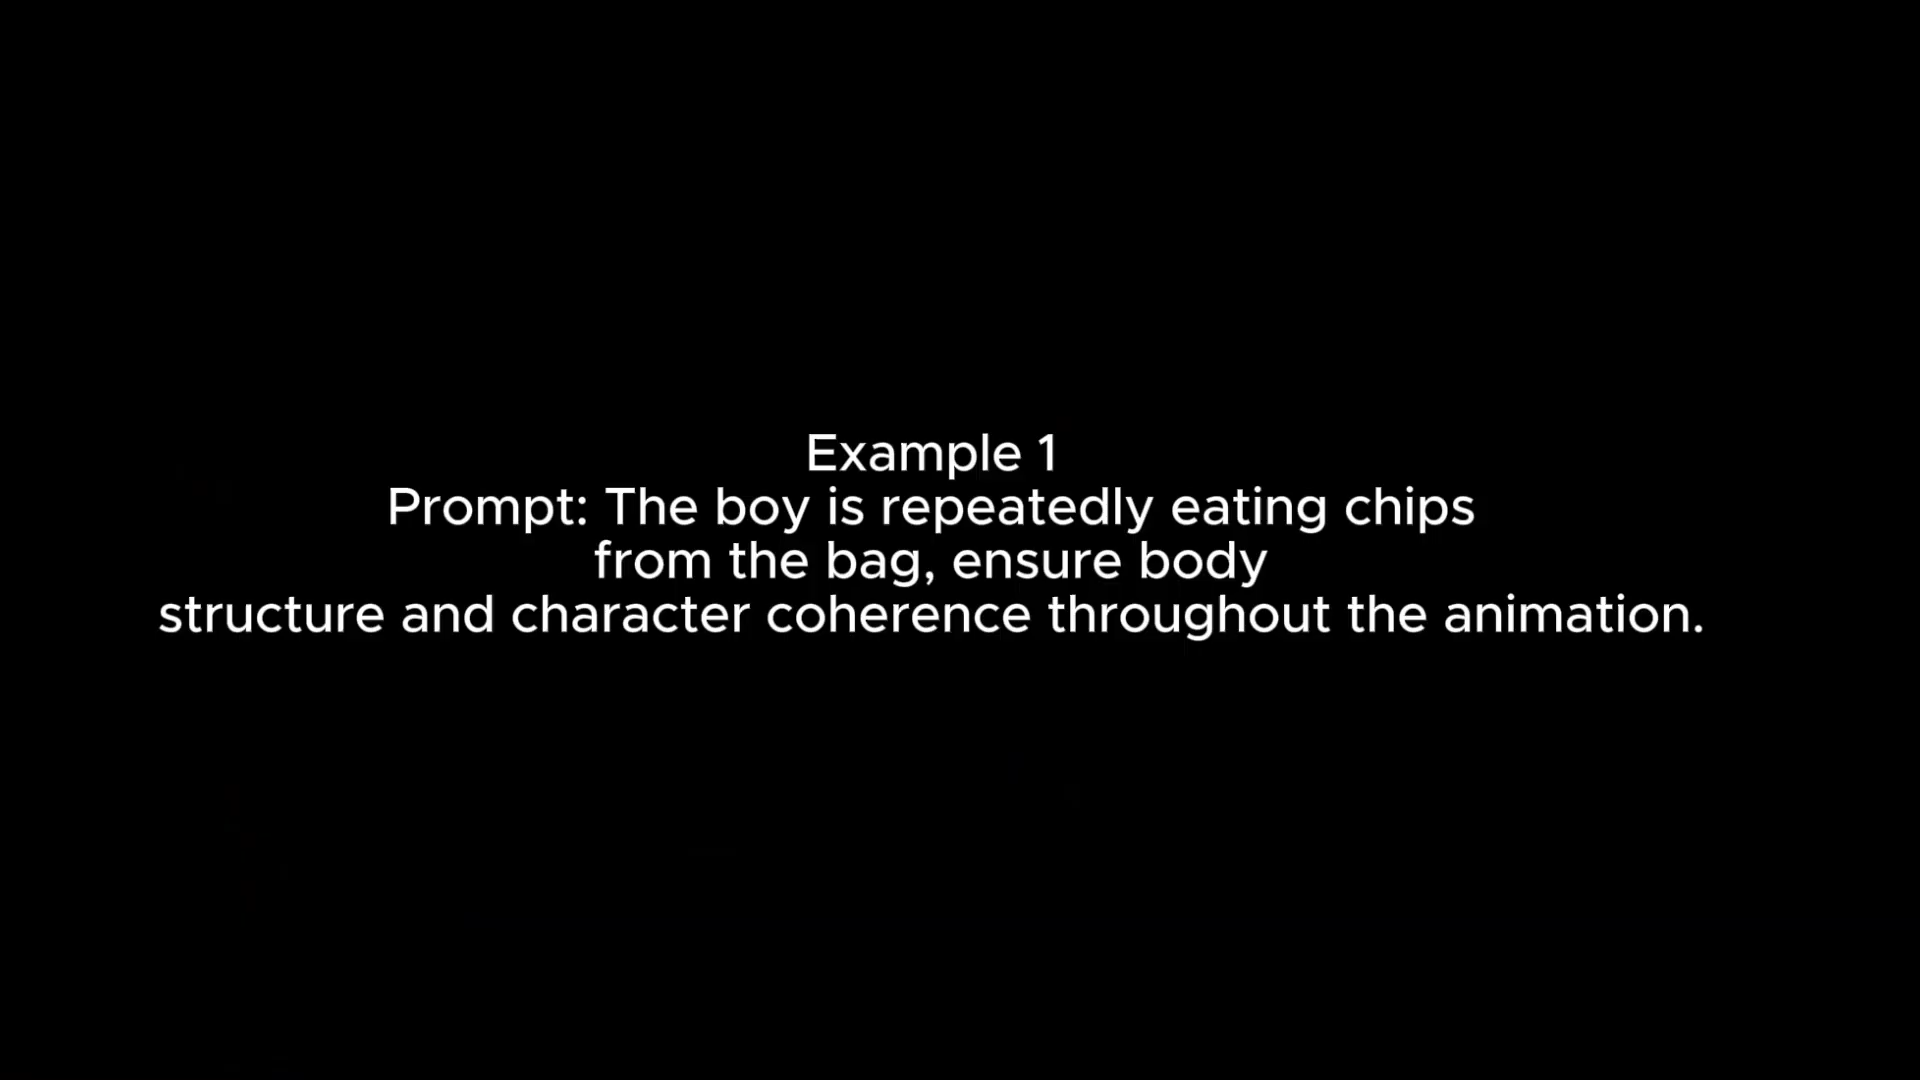 Example 1
Prompt: The boy is repeatedly eating chips
from the bag, ensure body
structure and character coherence throughout the animation.